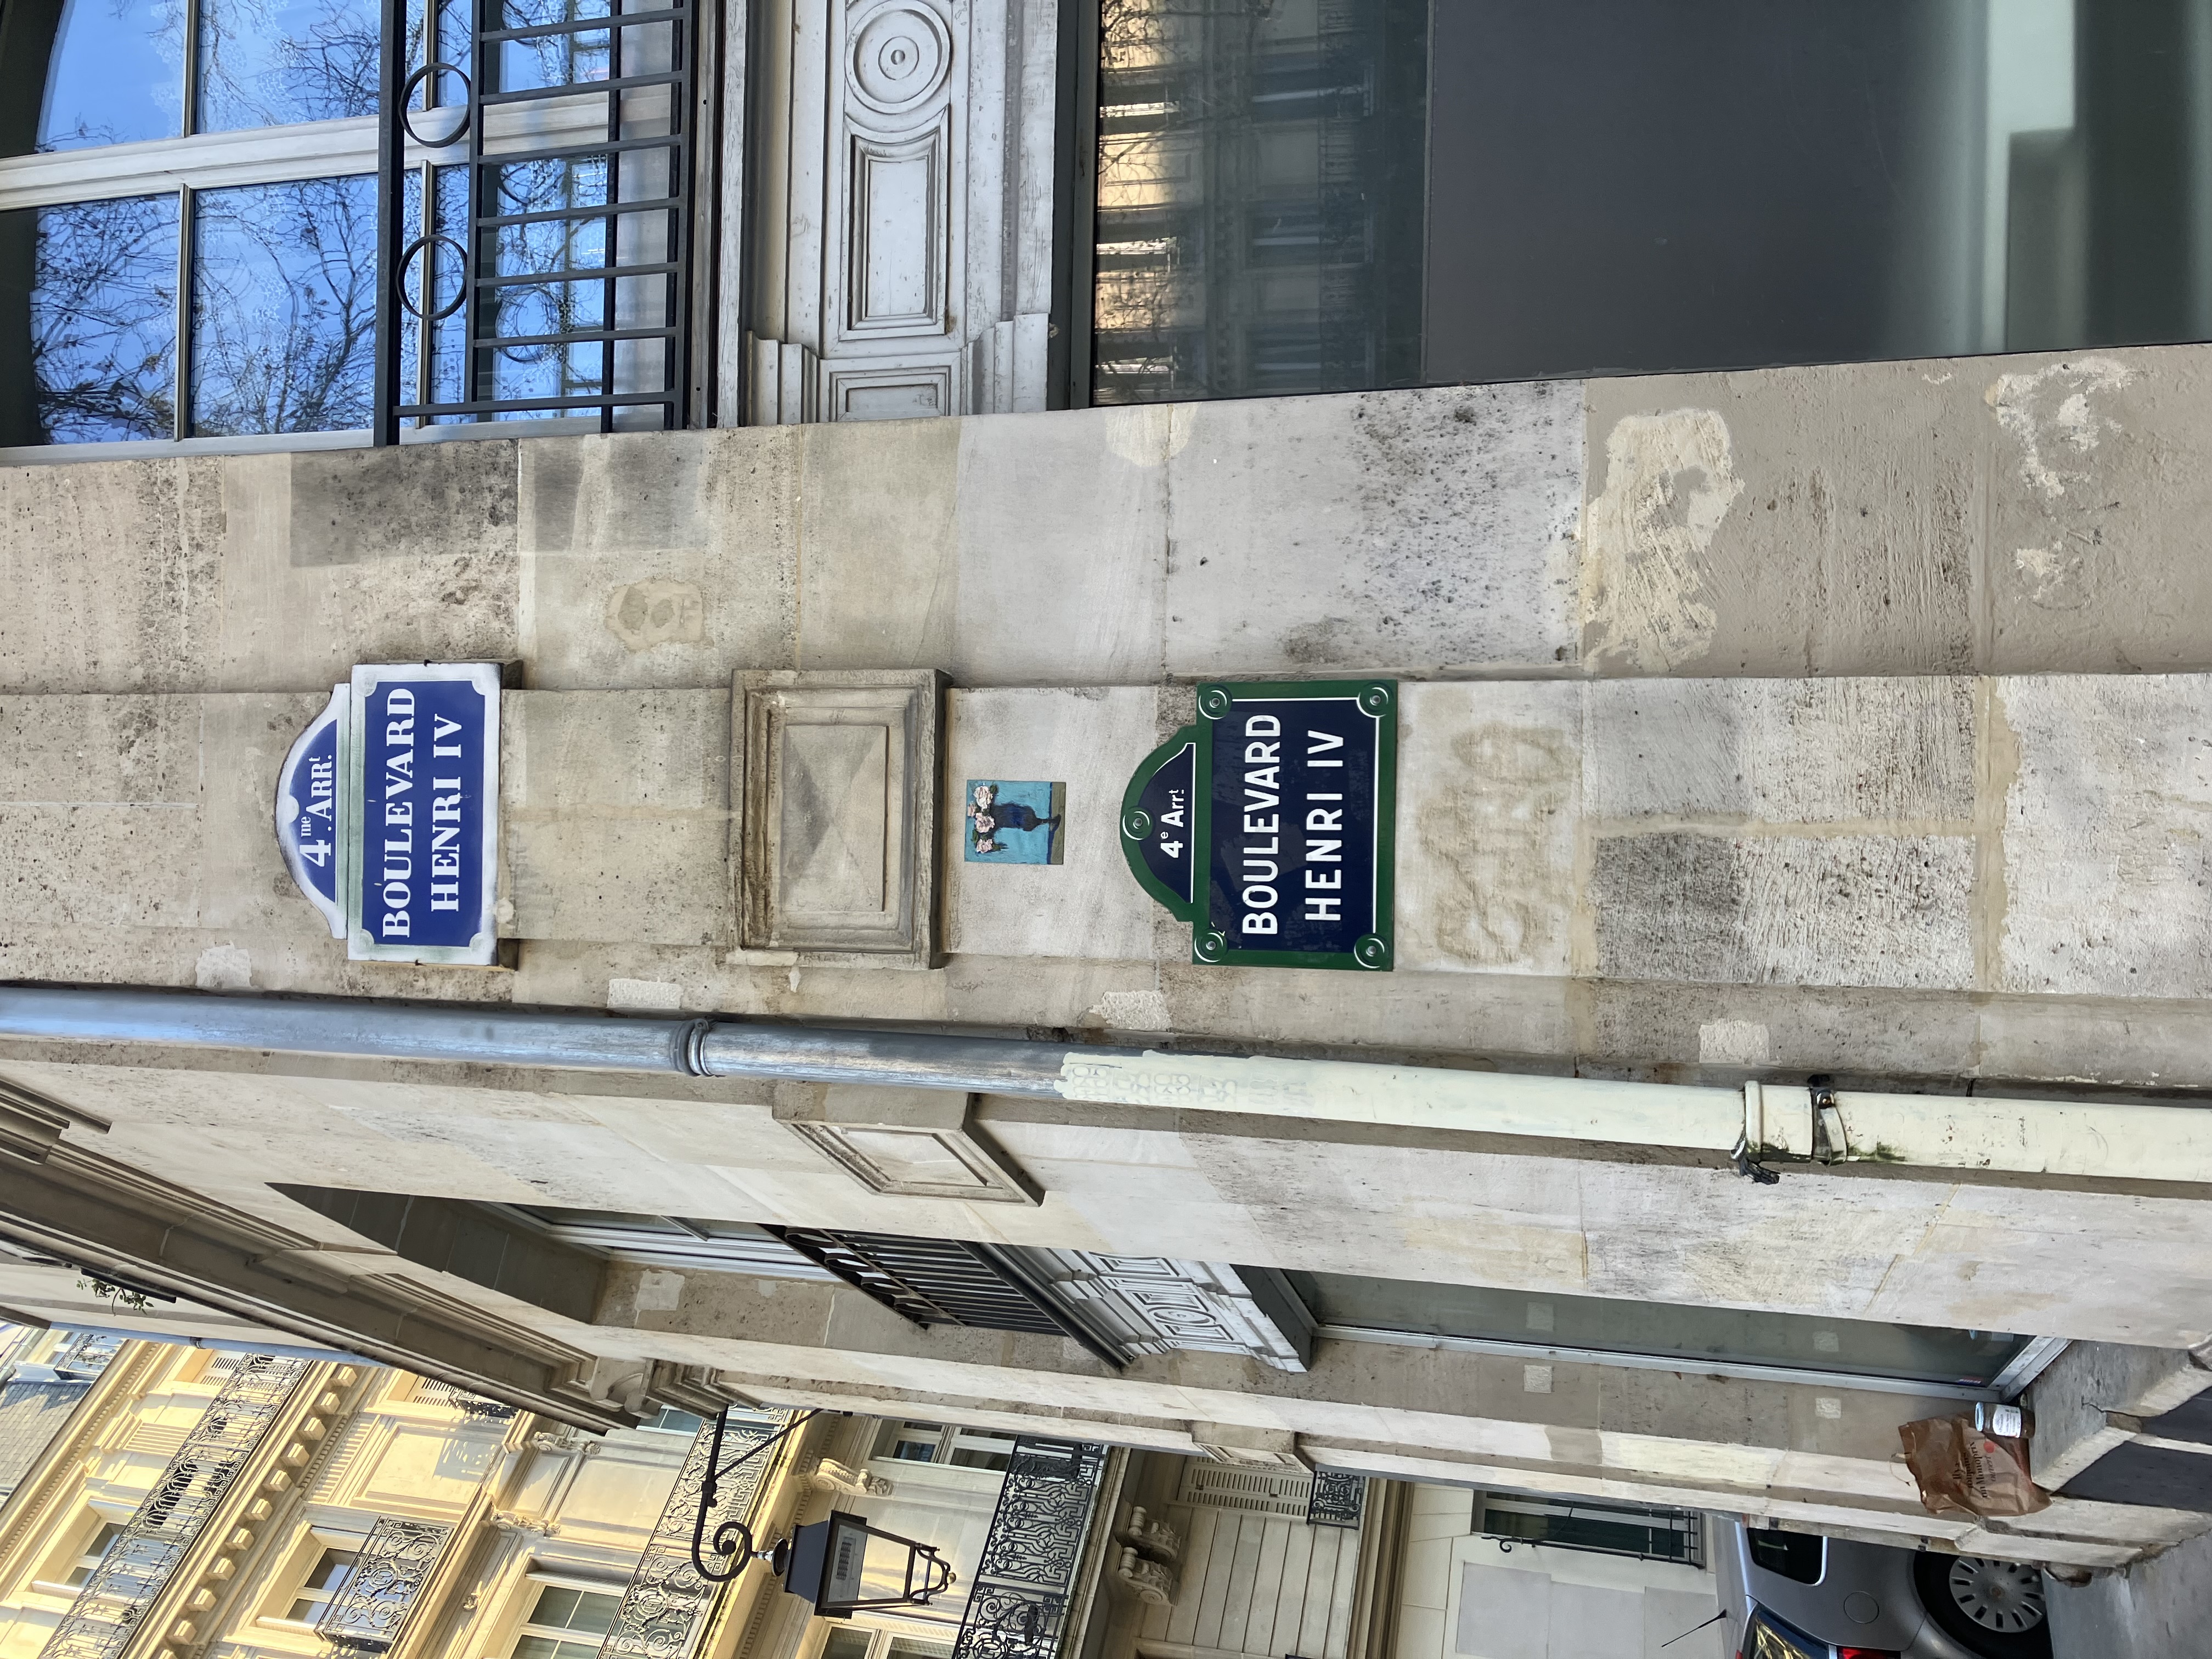 4me. ARRt.
BOULEVARD
HENRI IV
4e Arrt
BOULEVARD
HENRI IV